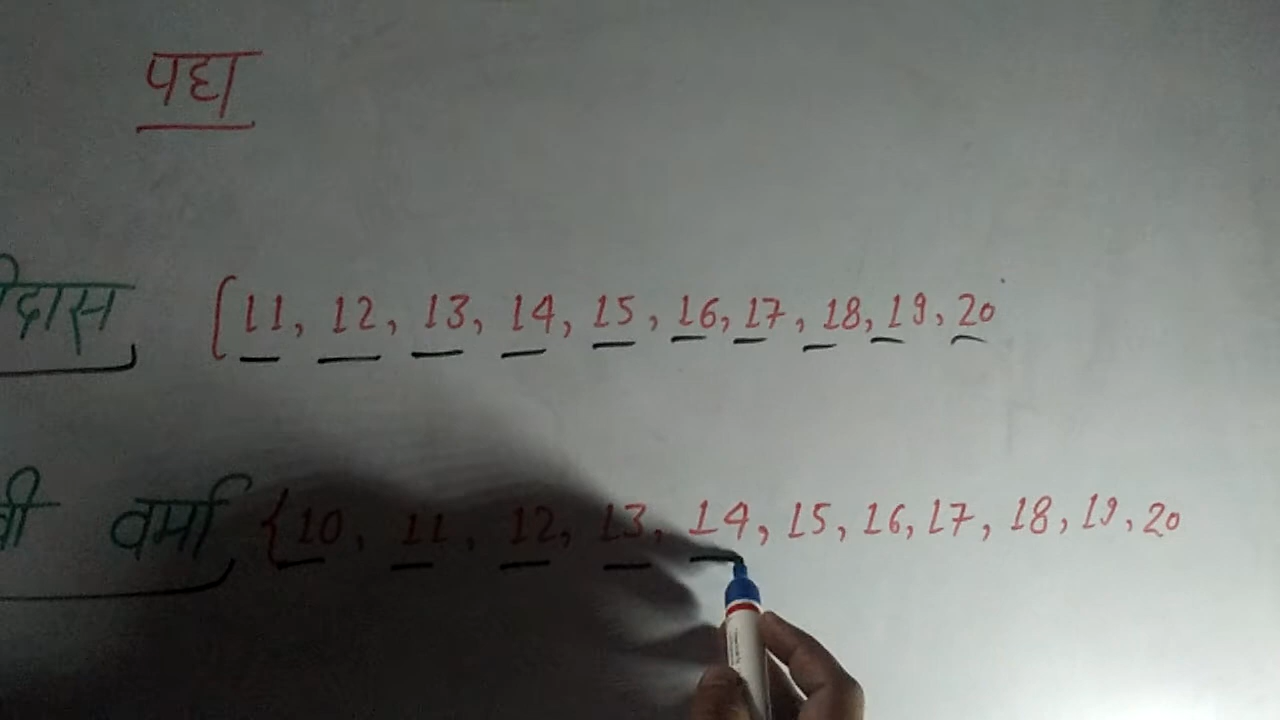 पद्य
दास [11, 12, 13, 14, 15, 16, 17, 18, 19, 20
वर्मा {10, 11, 12, 13, 14, 15, 16, 17, 18, 19, 20